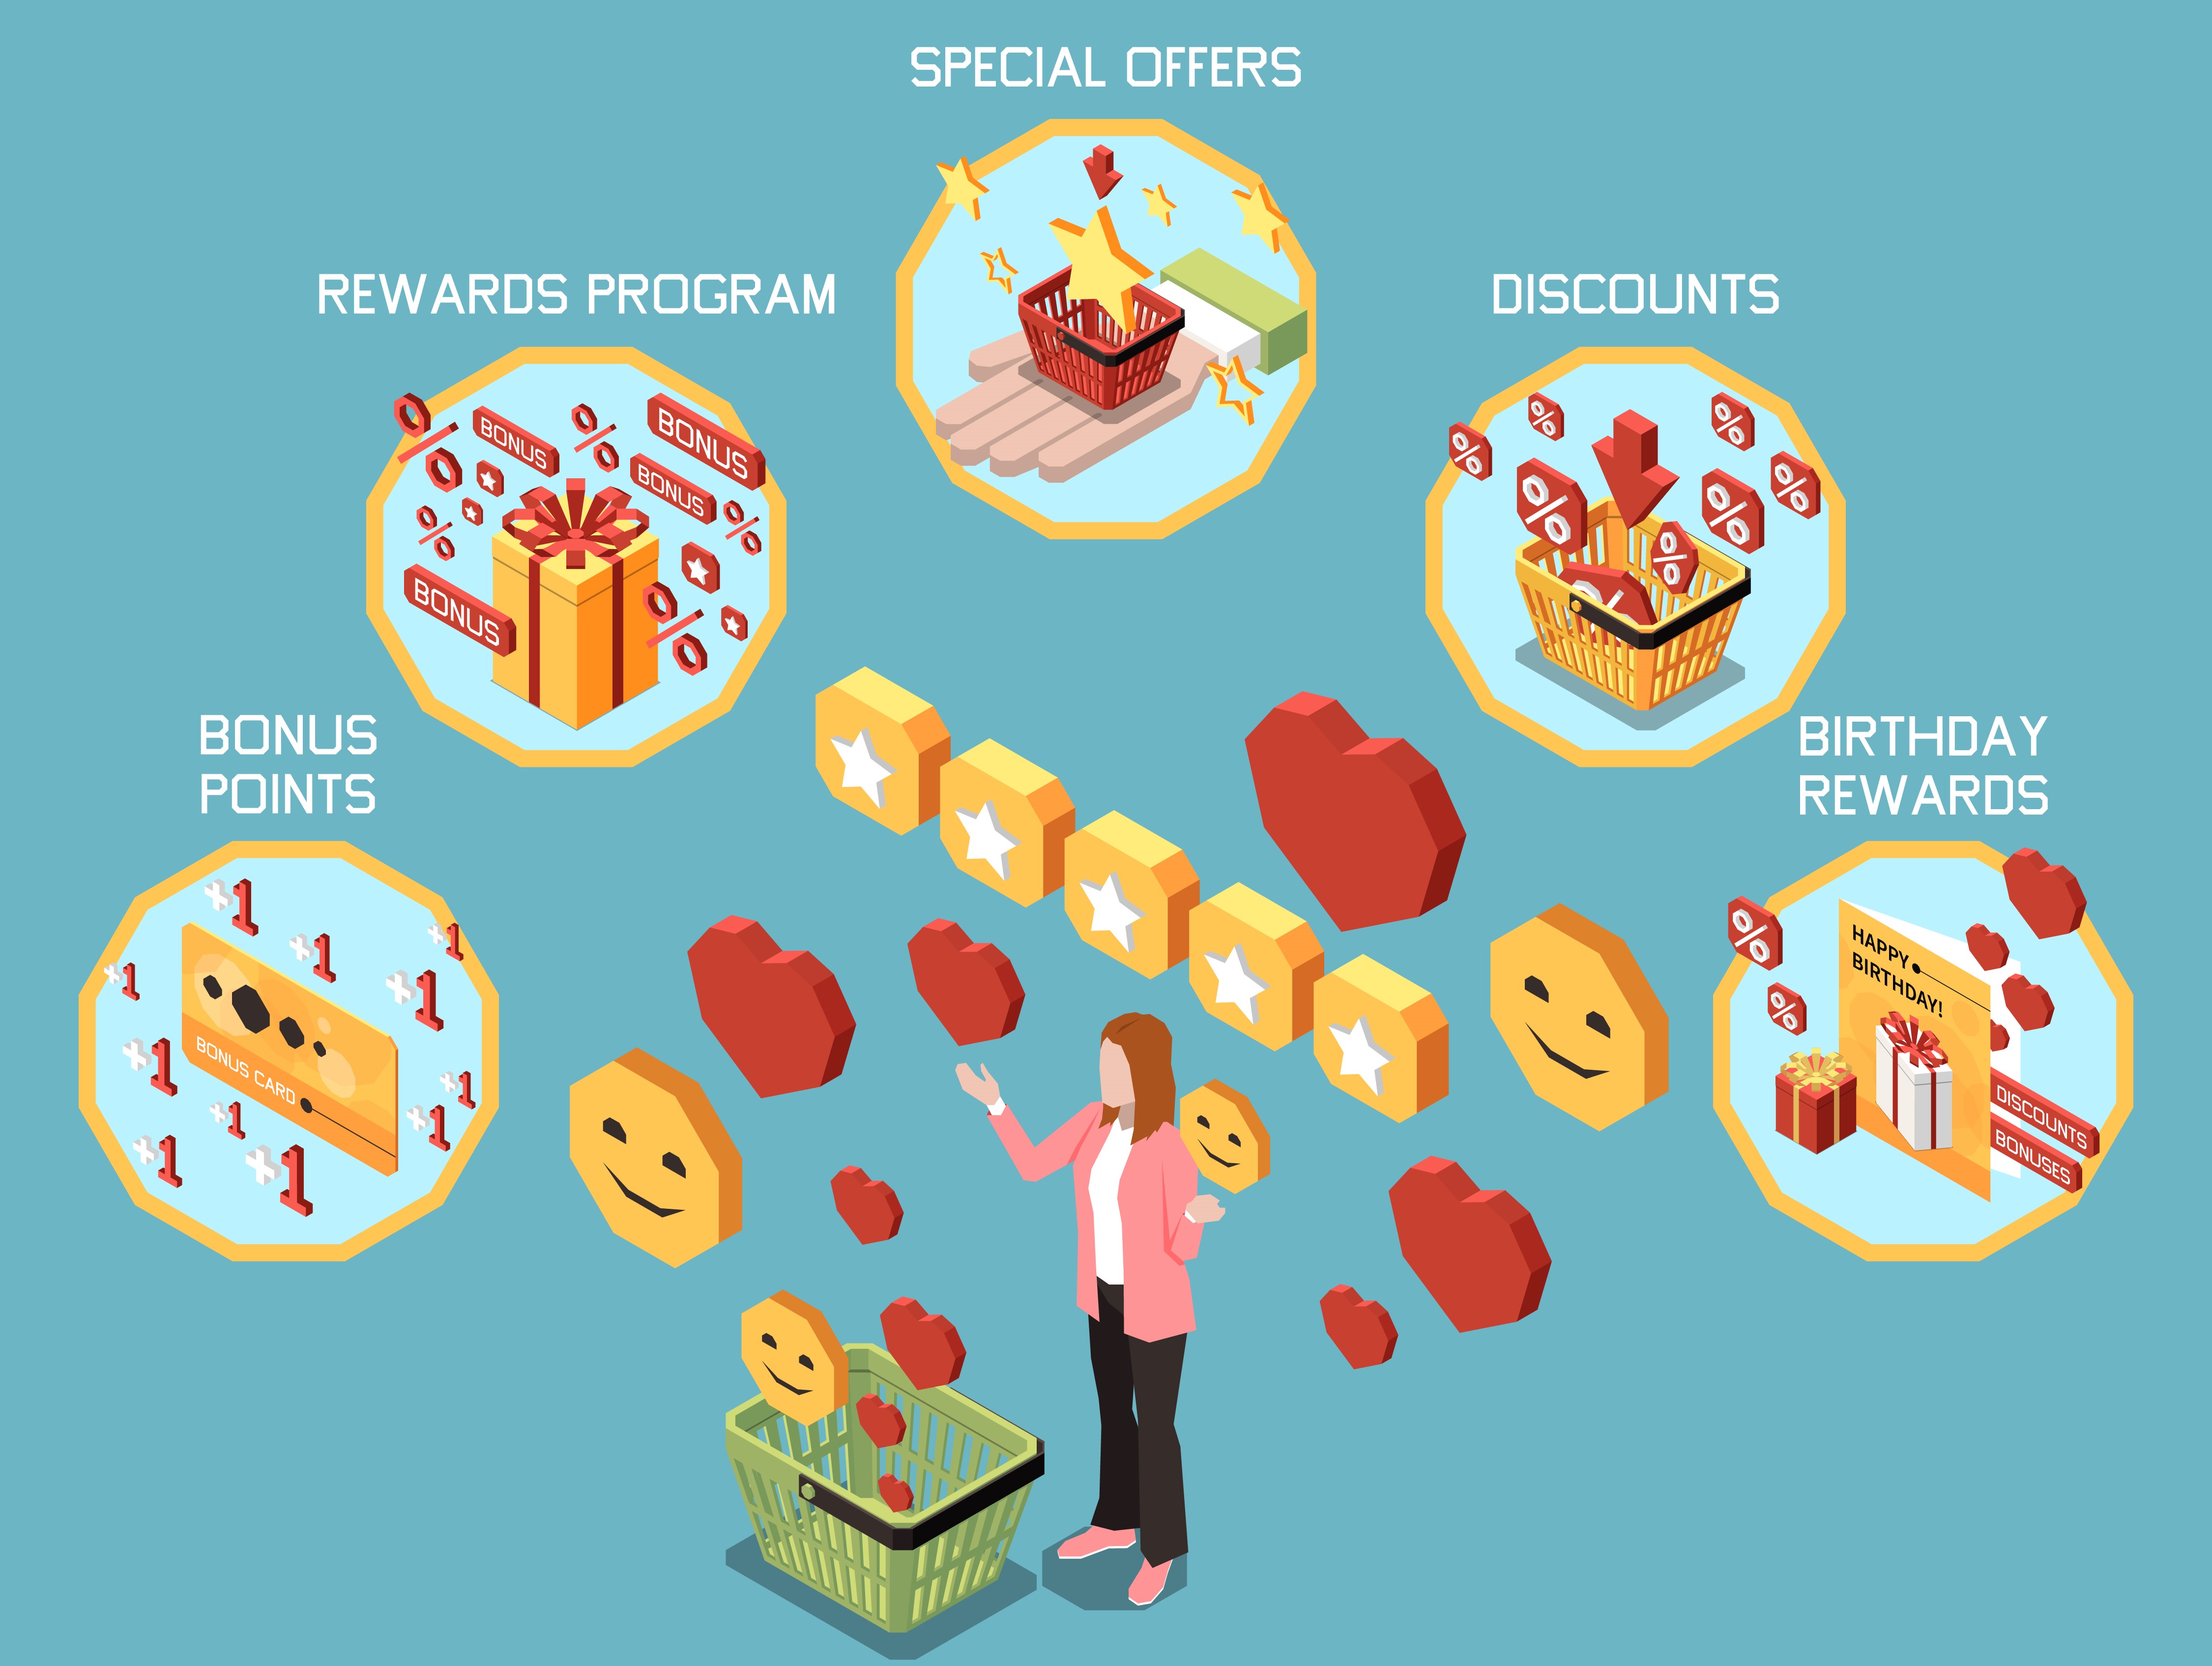 SPECIAL OFFERS
REWARDS PROGRAM
DISCOUNTS
BONUS
BONUS
BONUS
BONUS
%
%
%
%
%
%
%
%
%
%
%
%
%
BONUS
POINTS
BIRTHDAY
REWARDS
+1
+1
+1
+1
+1
+1
+1
+1
+1
+1
+1
BONUS CARD
%
%
HAPPY
BIRTHDAY!
DISCOUNTS
BONUSES